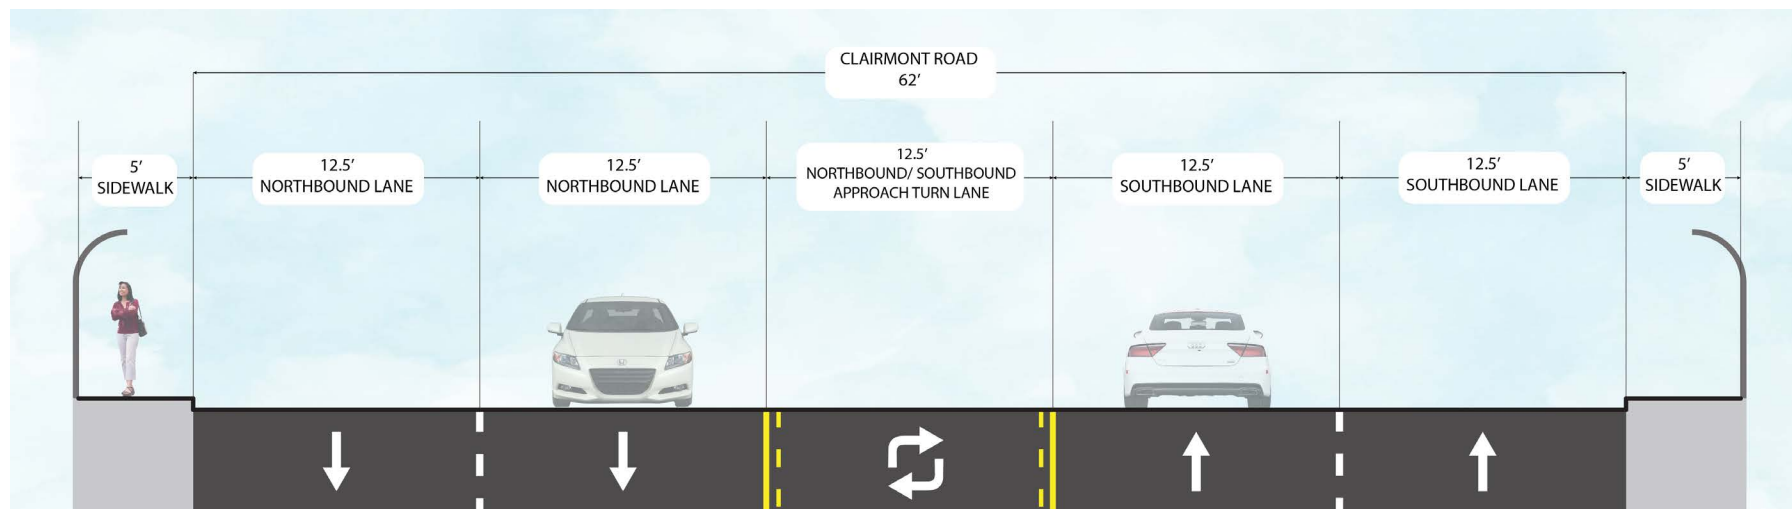 CLAIRMONT ROAD
62’
5’
SIDEWALK
12.5’
NORTHBOUND LANE
12.5’
NORTHBOUND LANE
12.5’
NORTHBOUND/ SOUTHBOUND
APPROACH TURN LANE
12.5’
SOUTHBOUND LANE
12.5’
SOUTHBOUND LANE
5’
SIDEWALK